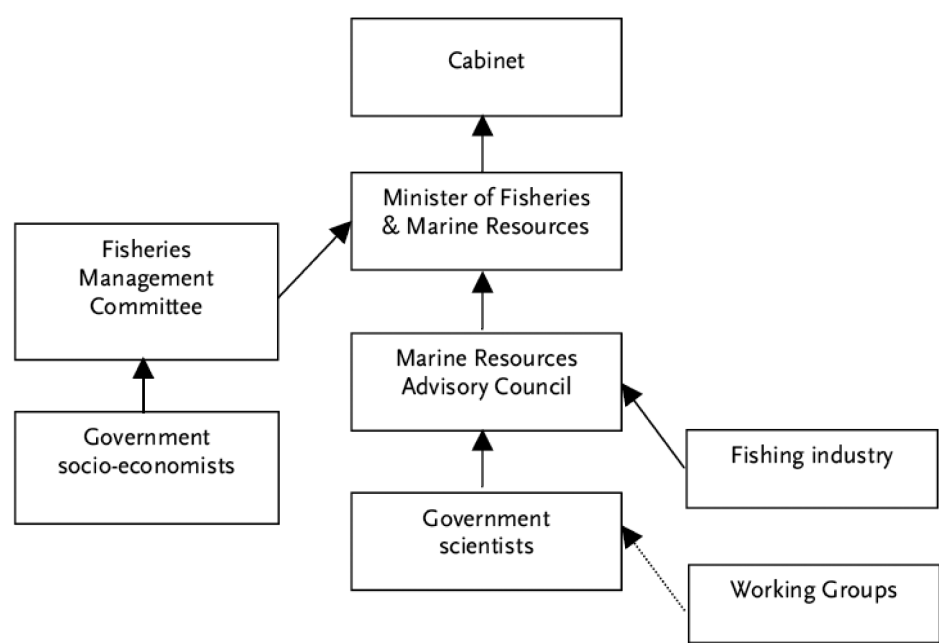 Cabinet
Minister of Fisheries
& Marine Resources
Fisheries
Management
Committee
Marine Resources
Advisory Council
Government
socio-economists
Fishing industry
Government
scientists
Working Groups